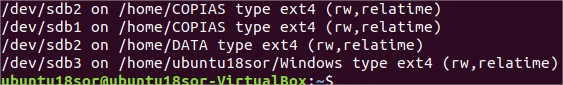 /dev/sdb2 on /home/COPIAS type ext4 (rw,relatime)
/dev/sdb1 on /home/COPIAS type ext4 (rw,relatime)
/dev/sdb2 on /home/DATA type ext4 (rw,relatime)
/dev/sdb3 on /home/ubuntu18sor/Windows type ext4 (rw,relatime)
ubuntu18sor@ubuntu18sor-VirtualBox:~$